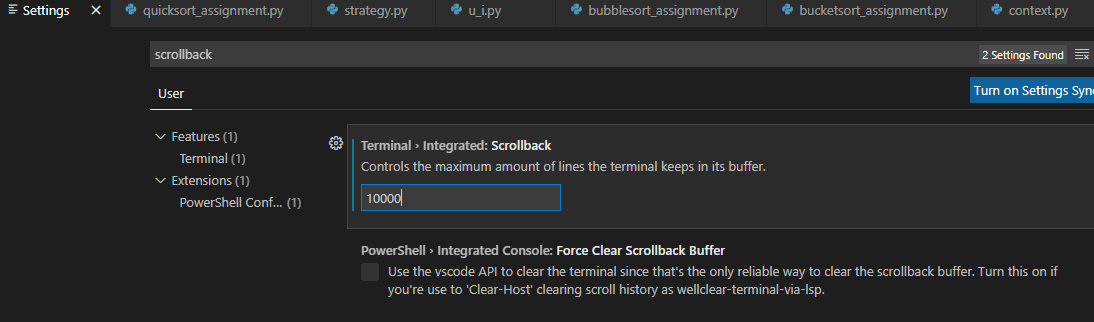 Settings quicksort_assignment.py strategy.py u_i.py bubblesort_assignment.py bucketsort_assignment.py context.py
scrollback 2 Settings Found
User Turn on Settings Sync
Features (1)
Terminal (1)
Extensions (1)
PowerShell Conf... (1)
Terminal › Integrated: Scrollback
Controls the maximum amount of lines the terminal keeps in its buffer.
10000
PowerShell › Integrated Console: Force Clear Scrollback Buffer
Use the vscode API to clear the terminal since that's the only reliable way to clear the scrollback buffer. Turn this on if
you're use to 'Clear-Host' clearing scroll history as wellclear-terminal-via-lsp.